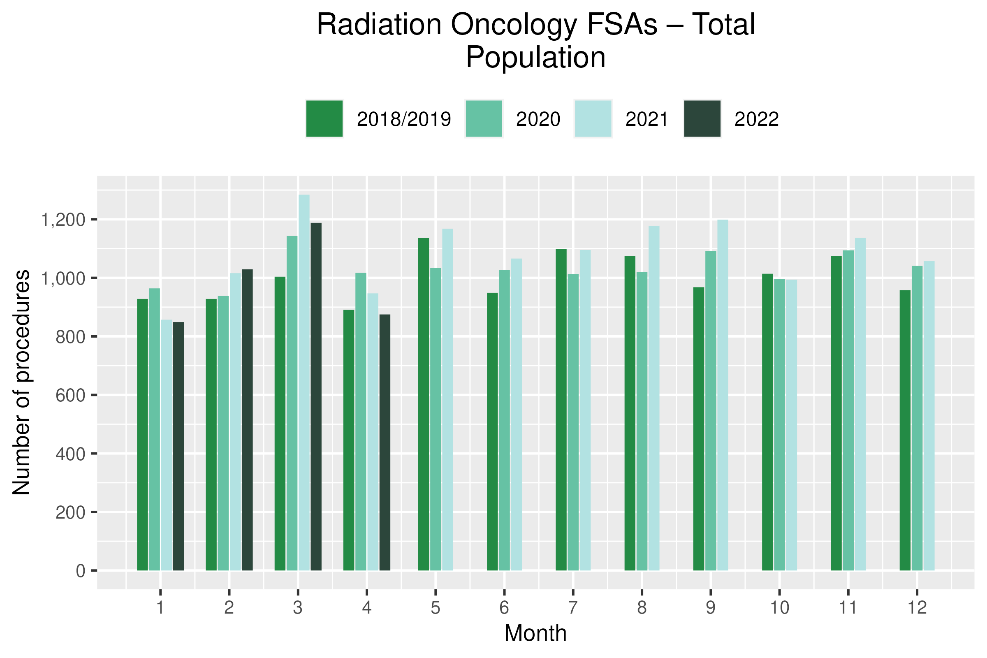 Radiation Oncology FSAs – Total
Population
2018/2019 2020 2021 2022
Number of procedures
1,200
1,000
800
600
400
200
0
1 2 3 4 5 6 7 8 9 10 11 12
Month